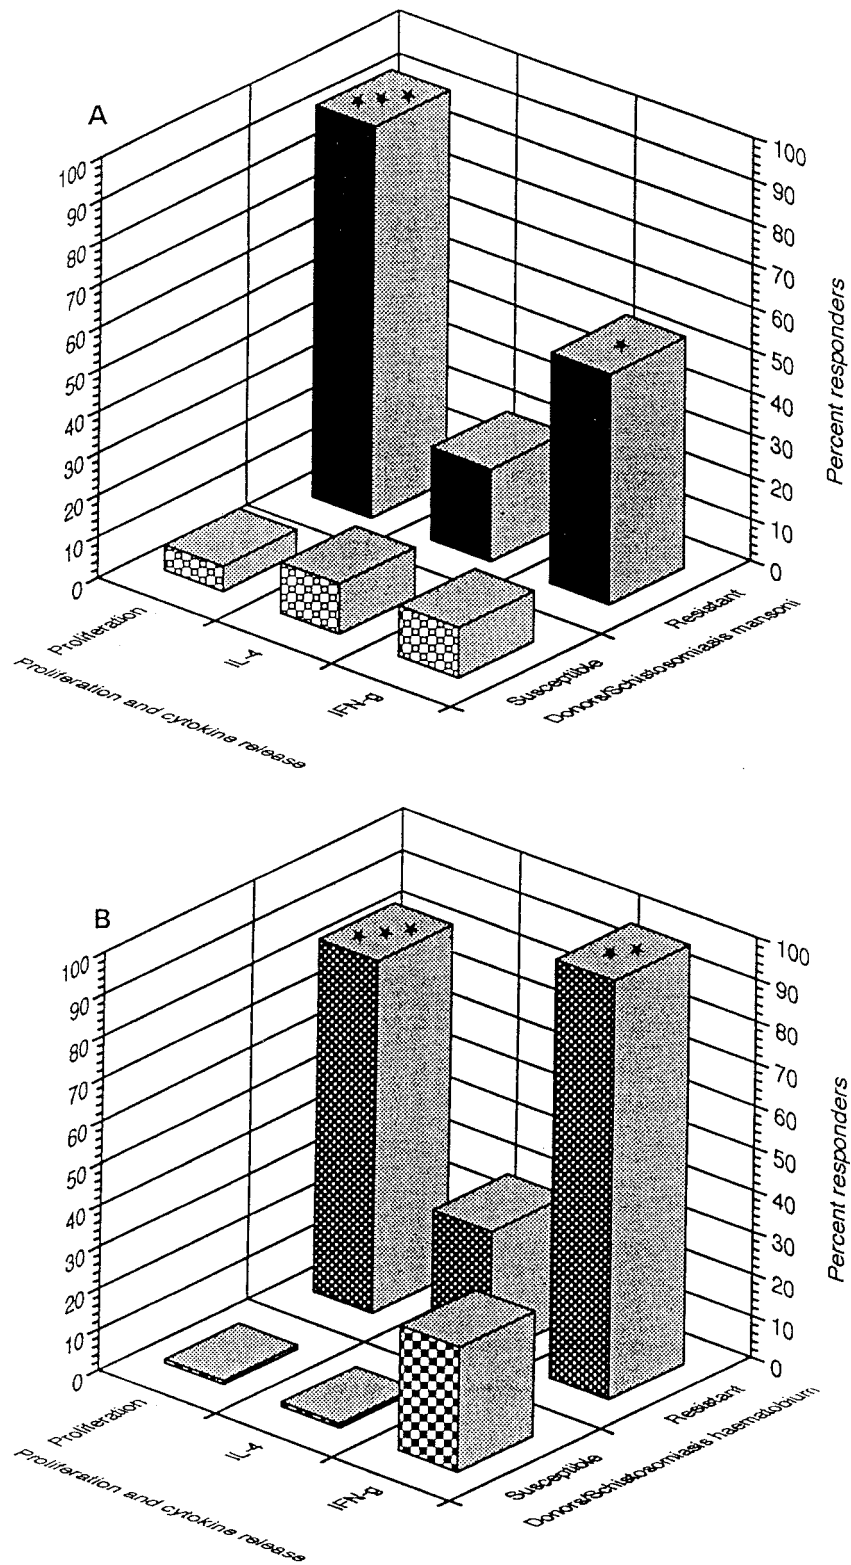 A
100
90
80
70
60
50
40
30
20
10
0
100
90
80
70
60
50
40
30
20
10
0
Percent responders
Proliferation
IL-4
IFN-g
Proliferation and cytokine release
Susceptible
Resistant
Donors/Schistosomiasis mansoni
B
100
90
80
70
60
50
40
30
20
10
0
100
90
80
70
60
50
40
30
20
10
0
Percent responders
Proliferation
IL-4
IFN-g
Proliferation and cytokine release
Susceptible
Resistant
Donors/Schistosomiasis haematobium